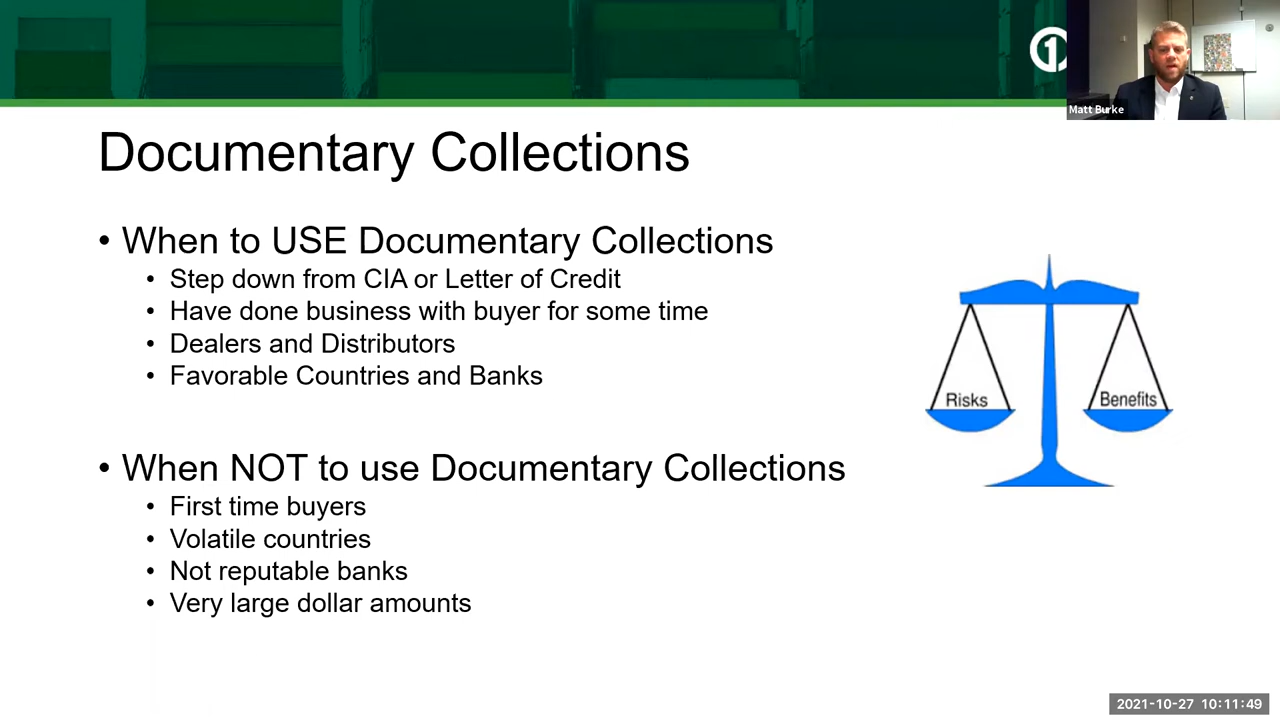 1
Matt Burke
Documentary Collections
• When to USE Documentary Collections
• Step down from CIA or Letter of Credit
• Have done business with buyer for some time
• Dealers and Distributors
• Favorable Countries and Banks
Risks
Benefits
• When NOT to use Documentary Collections
• First time buyers
• Volatile countries
• Not reputable banks
• Very large dollar amounts
2021-10-27 10:11:49